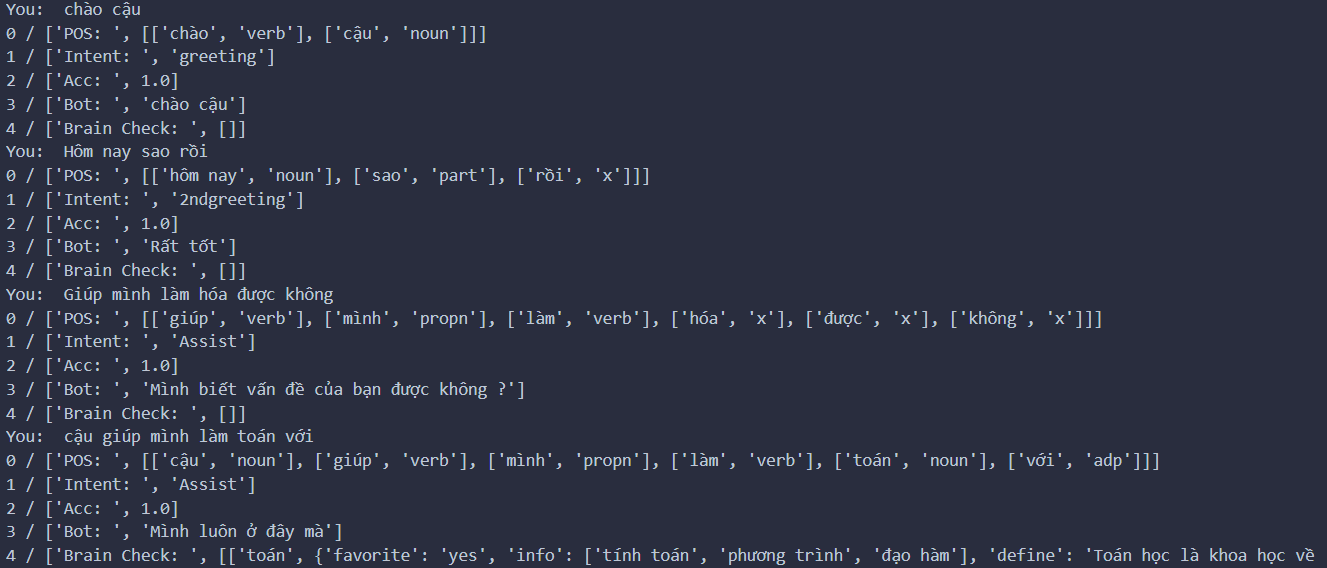 You:  chào cậu
0 / ['POS: ', [['chào', 'verb'], ['cậu', 'noun']]]
1 / ['Intent: ', 'greeting']
2 / ['Acc: ', 1.0]
3 / ['Bot: ', 'chào cậu']
4 / ['Brain Check: ', []]
You:  Hôm nay sao rồi
0 / ['POS: ', [['hôm nay', 'noun'], ['sao', 'part'], ['rồi', 'x']]]
1 / ['Intent: ', '2ndgreeting']
2 / ['Acc: ', 1.0]
3 / ['Bot: ', 'Rất tốt']
4 / ['Brain Check: ', []]
You:  Giúp mình làm hóa được không
0 / ['POS: ', [['giúp', 'verb'], ['mình', 'propn'], ['làm', 'verb'], ['hóa', 'x'], ['được', 'x'], ['không', 'x']]]
1 / ['Intent: ', 'Assist']
2 / ['Acc: ', 1.0]
3 / ['Bot: ', 'Mình biết vấn đề của bạn được không ?']
4 / ['Brain Check: ', []]
You:  cậu giúp mình làm toán với
0 / ['POS: ', [['cậu', 'noun'], ['giúp', 'verb'], ['mình', 'propn'], ['làm', 'verb'], ['toán', 'noun'], ['với', 'adp']]]
1 / ['Intent: ', 'Assist']
2 / ['Acc: ', 1.0]
3 / ['Bot: ', 'Mình luôn ở đây mà']
4 / ['Brain Check: ', [['toán', {'favorite': 'yes', 'info': ['tính toán', 'phương trình', 'đạo hàm'], 'define': 'Toán học là khoa học về